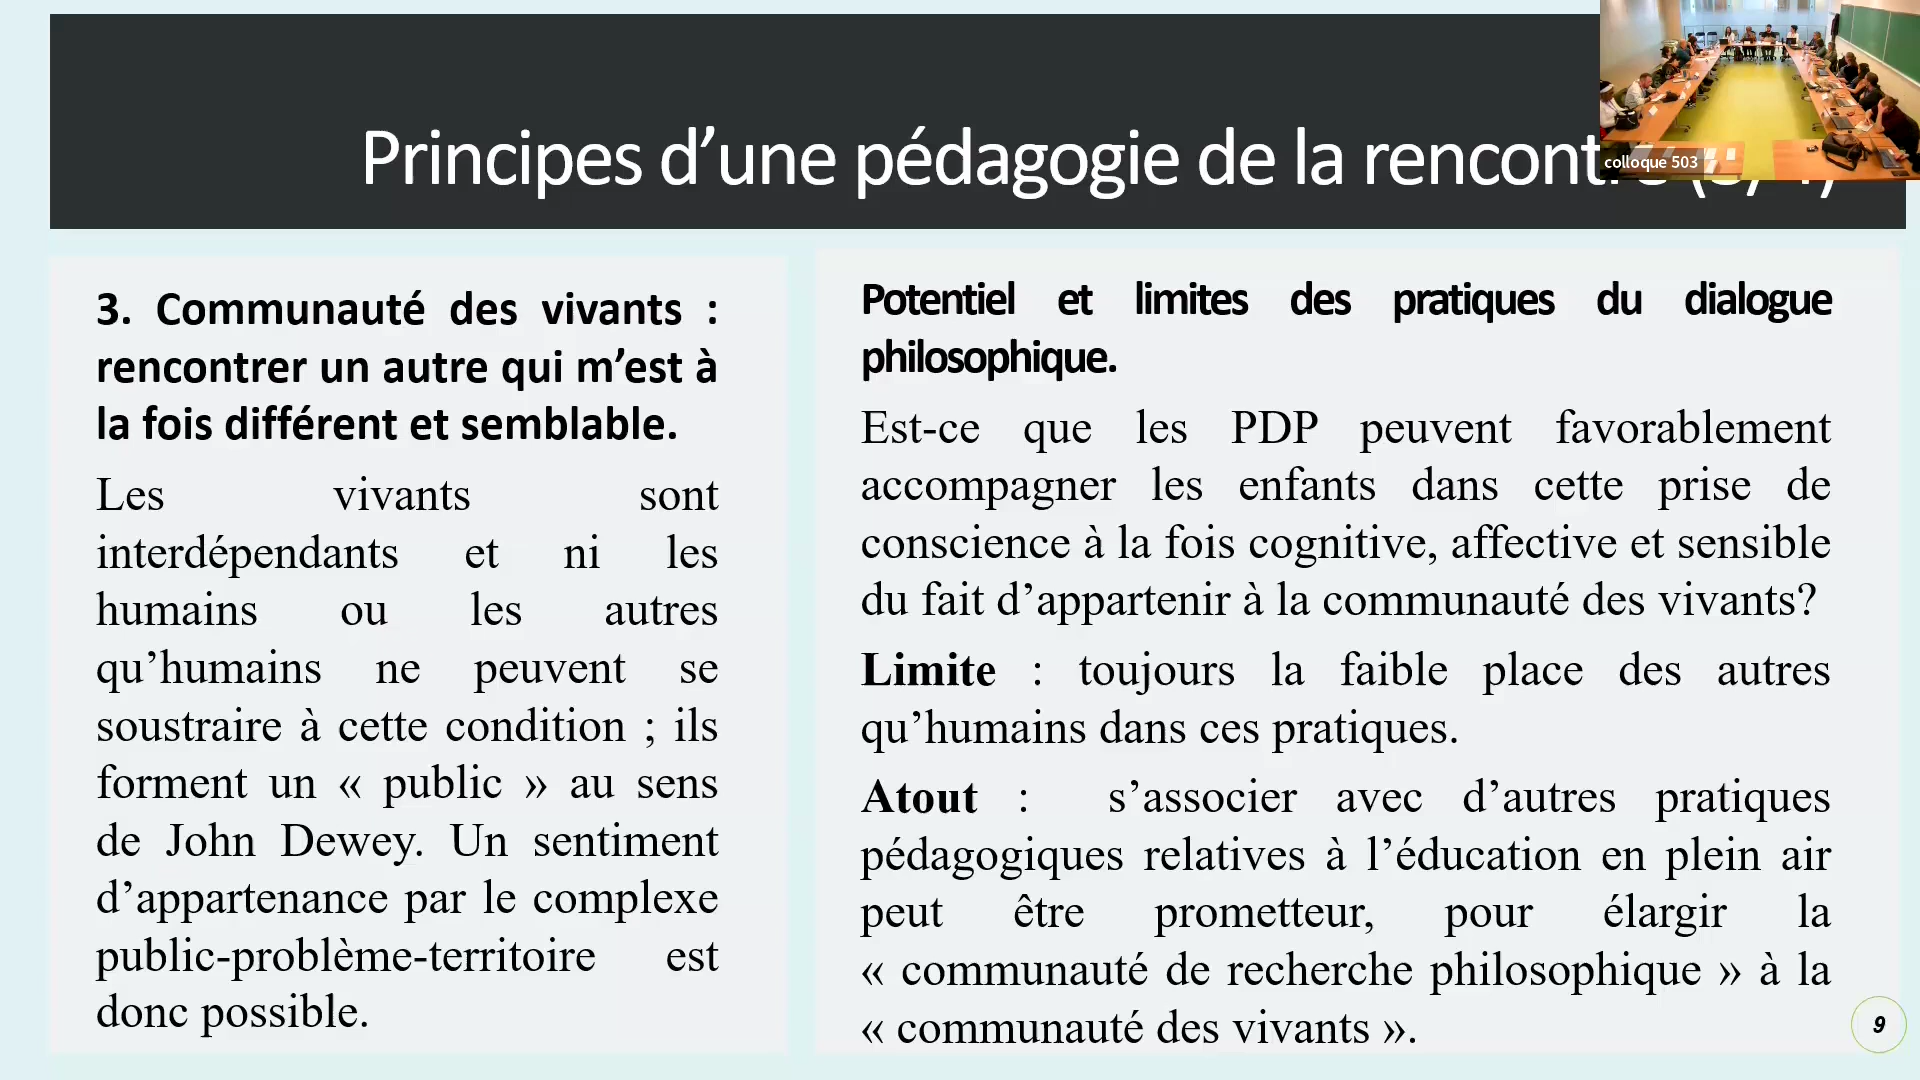 Principes d’une pédagogie de la rencontre
colloque 503
3. Communauté des vivants :
rencontrer un autre qui m’est à
la fois différent et semblable.
Les vivants sont
interdépendants et ni les
humains ou les autres
qu’humains ne peuvent se
soustraire à cette condition ; ils
forment un « public » au sens
de John Dewey. Un sentiment
d’appartenance par le complexe
public-problème-territoire est
donc possible.
Potentiel et limites des pratiques du dialogue
philosophique.
Est-ce que les PDP peuvent favorablement
accompagner les enfants dans cette prise de
conscience à la fois cognitive, affective et sensible
du fait d’appartenir à la communauté des vivants?
Limite : toujours la faible place des autres
qu’humains dans ces pratiques.
Atout : s’associer avec d’autres pratiques
pédagogiques relatives à l’éducation en plein air
peut être prometteur, pour élargir la
« communauté de recherche philosophique » à la
« communauté des vivants ».
9